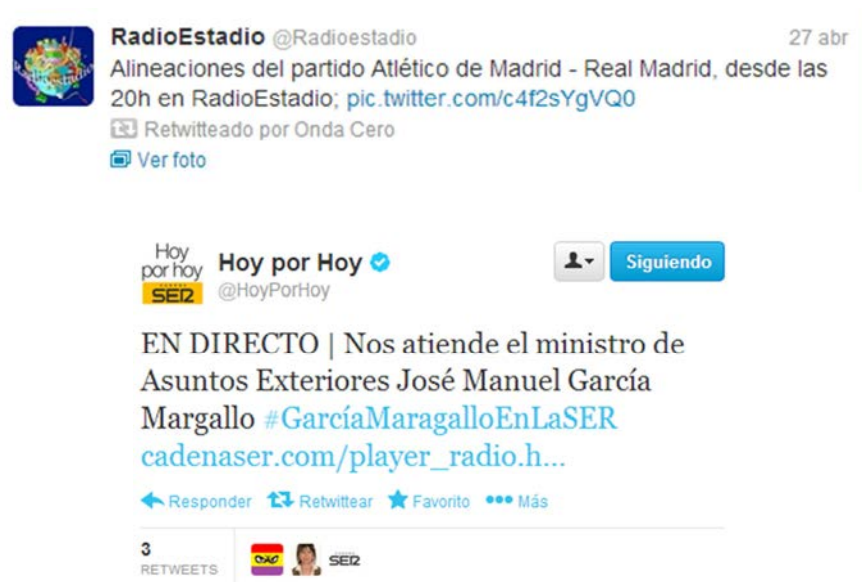 RadioEstadio @Radioestadio 27 abr
Alineaciones del partido Atlético de Madrid - Real Madrid, desde las
20h en RadioEstadio; pic.twitter.com/c4f2sYgVQ0
Retwitteado por Onda Cero
Ver foto
Hoy
por hoy
SER
Hoy por Hoy
@HoyPorHoy
Siguiendo
EN DIRECTO | Nos atiende el ministro de
Asuntos Exteriores José Manuel García
Margallo #GarcíaMaragalloEnLaSER
cadenaser.com/player_radio.h...
Responder Retwittear Favorito Más
3
RETWEETS
SER